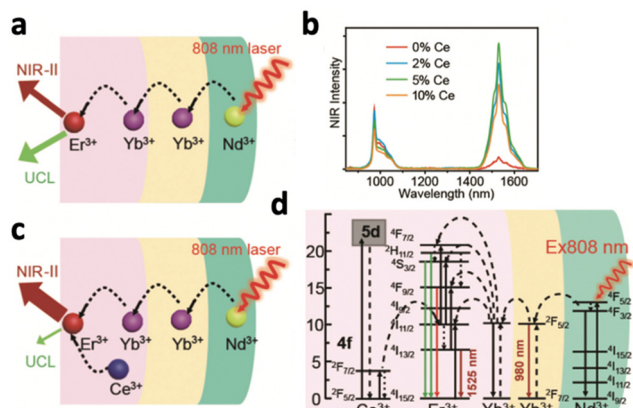 a
808 nm laser
NIR-II
Er³⁺
Yb³⁺
Yb³⁺
Nd³⁺
UCL
b
NIR Intensity
0% Ce
2% Ce
5% Ce
10% Ce
1000
1200
1400
1600
Wavelength (nm)
c
808 nm laser
NIR-II
Er³⁺
Yb³⁺
Yb³⁺
Nd³⁺
UCL
Ce³⁺
d
Ex808 nm
20
15
10
5
0
5d
4f
²F₇/₂
²F₅/₂
⁴F₇/₂
²H₁₁/₂
⁴S₃/₂
⁴F₉/₂
⁴I₉/₂
⁴I₁₁/₂
⁴I₁₃/₂
⁴I₁₅/₂
1525 nm
980 nm
²F₅/₂
²F₇/₂
⁴F₅/₂
⁴F₃/₂
⁴I₁₅/₂
⁴I₁₃/₂
⁴I₁₁/₂
⁴I₉/₂
Ce³⁺
Er³⁺
Yb³⁺
Yb³⁺
Nd³⁺